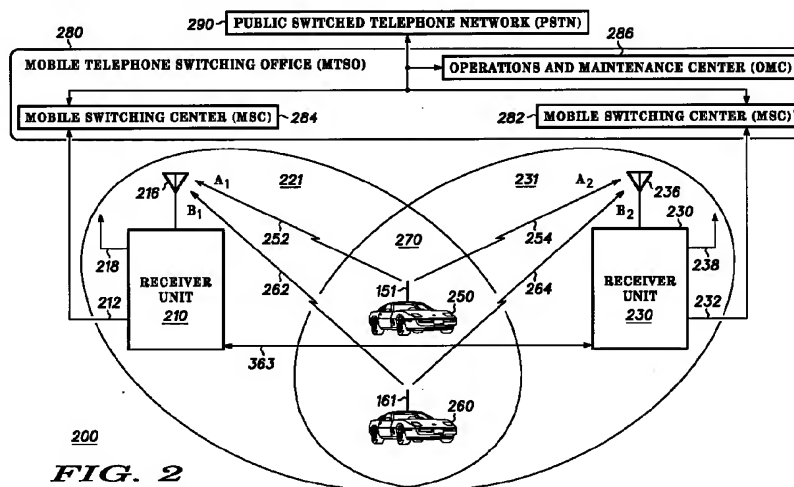 290 PUBLIC SWITCHED TELEPHONE NETWORK (PSTN)
280 286
MOBILE TELEPHONE SWITCHING OFFICE (MTSO) OPERATIONS AND MAINTENANCE CENTER (OMC)
MOBILE SWITCHING CENTER (MSC) 284 282 MOBILE SWITCHING CENTER (MSC)
216 A1 221 231 A2 236
B1 B2
252 270 254 230
218 262 264 238
RECEIVER UNIT 210
151 250
RECEIVER UNIT 230
212 232
363
161 260
200
FIG. 2